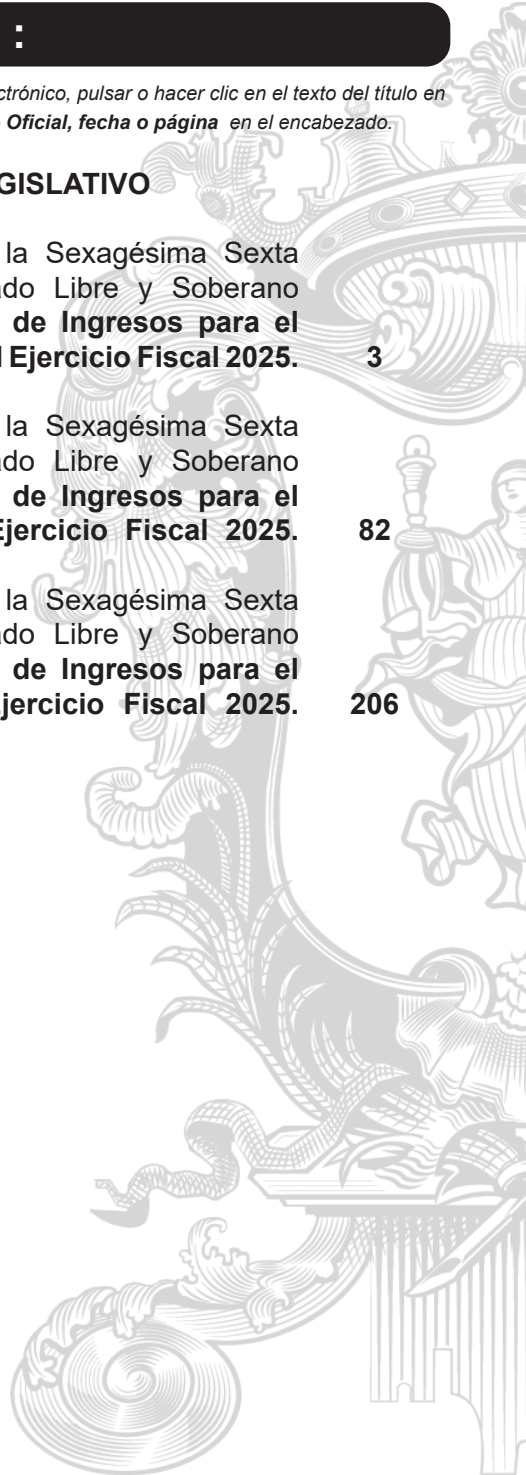 :
ctrónico, pulsar o hacer clic en el texto del título en
Oficial, fecha o página en el encabezado.
GISLATIVO
la Sexagésima Sexta
ado Libre y Soberano
de Ingresos para el
l Ejercicio Fiscal 2025. 3
la Sexagésima Sexta
ado Libre y Soberano
de Ingresos para el
Ejercicio Fiscal 2025. 82
la Sexagésima Sexta
ado Libre y Soberano
de Ingresos para el
jercicio Fiscal 2025. 206